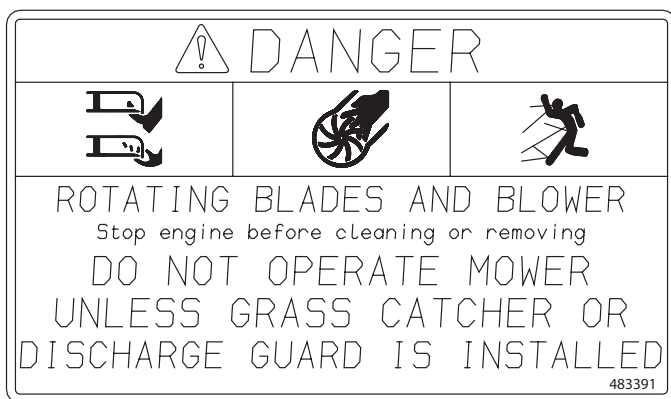 DANGER
ROTATING BLADES AND BLOWER
Stop engine before cleaning or removing
DO NOT OPERATE MOWER
UNLESS GRASS CATCHER OR
DISCHARGE GUARD IS INSTALLED
483391